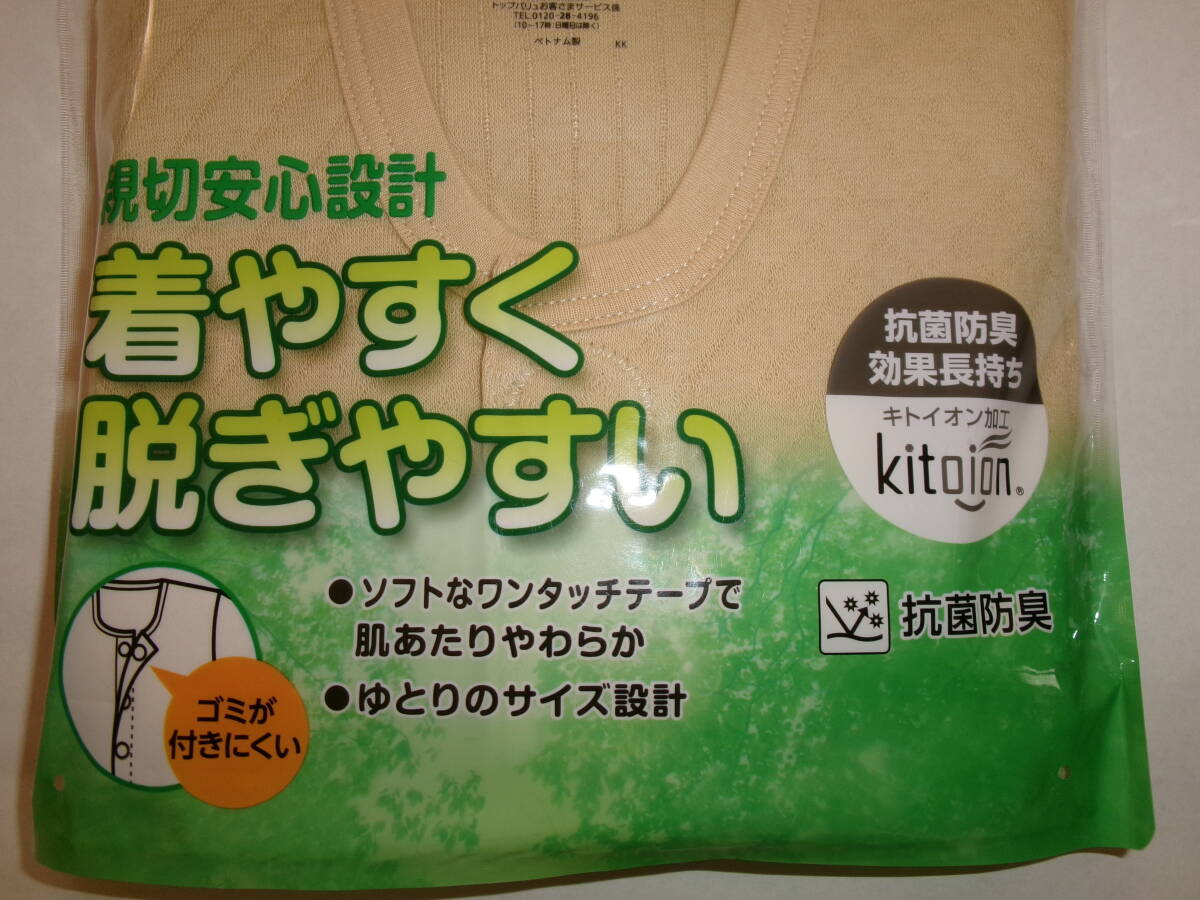 トップバリュお客さまサービス係
TEL.0120-28-4196
(10~17時 日曜日は除く)
ベトナム製 KK
親切安心設計
着やすく
脱ぎやすい
抗菌防臭
効果長持ち
キトイオン加工
kitoion®
●ソフトなワンタッチテープで
肌あたりやわらか
●ゆとりのサイズ設計
抗菌防臭
ゴミが
付きにくい